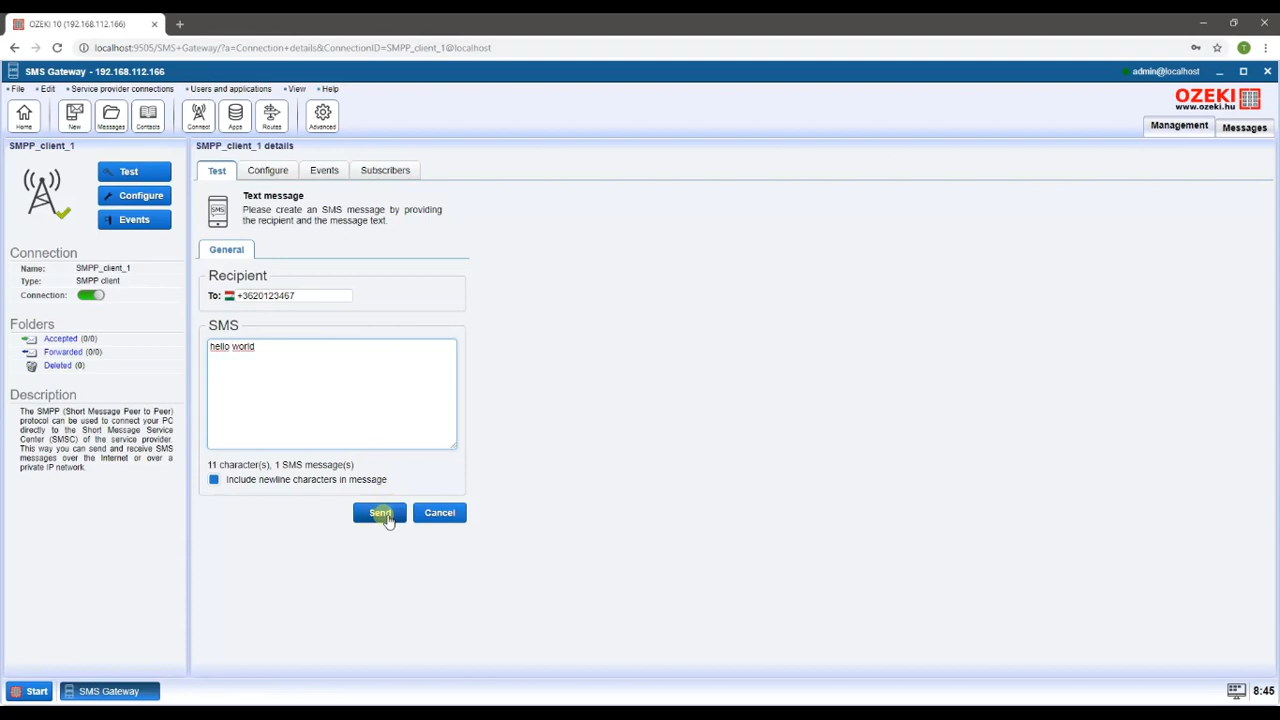 OZEKI 10 (192.168.112.166)
localhost:9505/SMS+Gateway/?a=Connection+details&ConnectionID=SMPP_client_1@localhost
T
SMS Gateway - 192.168.112.166
admin@localhost
File
Edit
Service provider connections
Users and applications
View
Help
Home
New
Messages
Contacts
Connect
Apps
Routes
Advanced
OZEKI
www.ozeki.hu
Management
Messages
SMPP_client_1
Test
Configure
Events
Connection
Name: SMPP_client_1
Type: SMPP client
Connection:
Folders
Accepted (0/0)
Forwarded (0/0)
Deleted (0)
Description
The SMPP (Short Message Peer to Peer)
protocol can be used to connect your PC
directly to the Short Message Service
Center (SMSC) of the service provider.
This way you can send and receive SMS
messages over the Internet or over a
private IP network.
SMPP_client_1 details
Test
Configure
Events
Subscribers
SMS
Text message
Please create an SMS message by providing
the recipient and the message text.
General
Recipient
To: +3620123467
SMS
hello world
11 character(s), 1 SMS message(s)
Include newline characters in message
Send
Cancel
Start
SMS Gateway
8:45